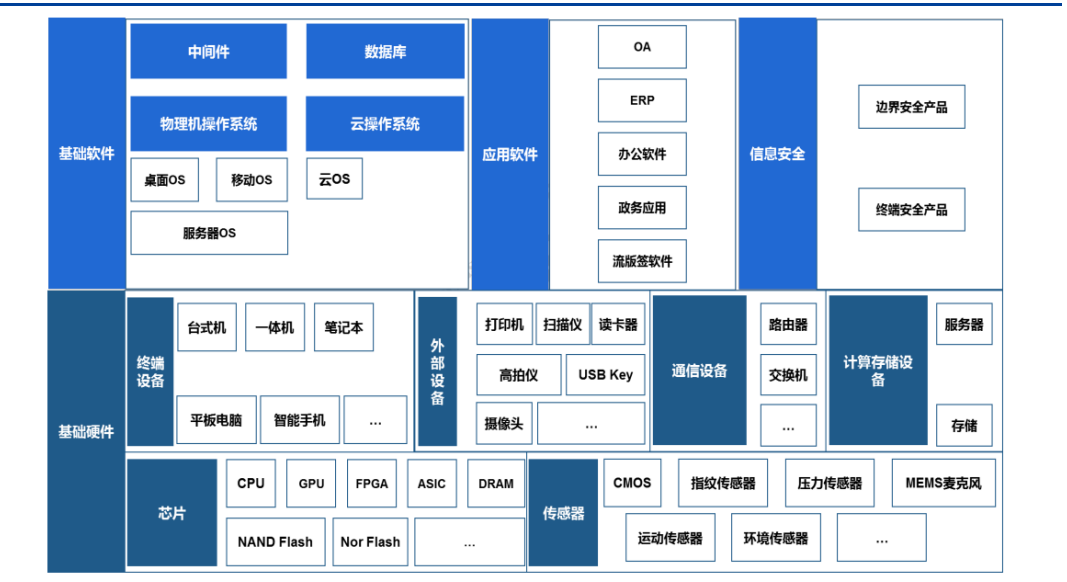 基础软件
中间件
数据库
物理机操作系统
云操作系统
桌面OS
移动OS
云OS
服务器OS
应用软件
OA
ERP
办公软件
政务应用
流版签软件
信息安全
边界安全产品
终端安全产品
基础硬件
终端
设备
台式机
一体机
笔记本
平板电脑
智能手机
...
外
部
设
备
打印机
扫描仪
读卡器
高拍仪
USB Key
摄像头
...
通信设备
路由器
交换机
...
计算存储设
备
服务器
存储
芯片
CPU
GPU
FPGA
ASIC
DRAM
NAND Flash
Nor Flash
...
传感器
CMOS
指纹传感器
压力传感器
MEMS麦克风
运动传感器
环境传感器
...